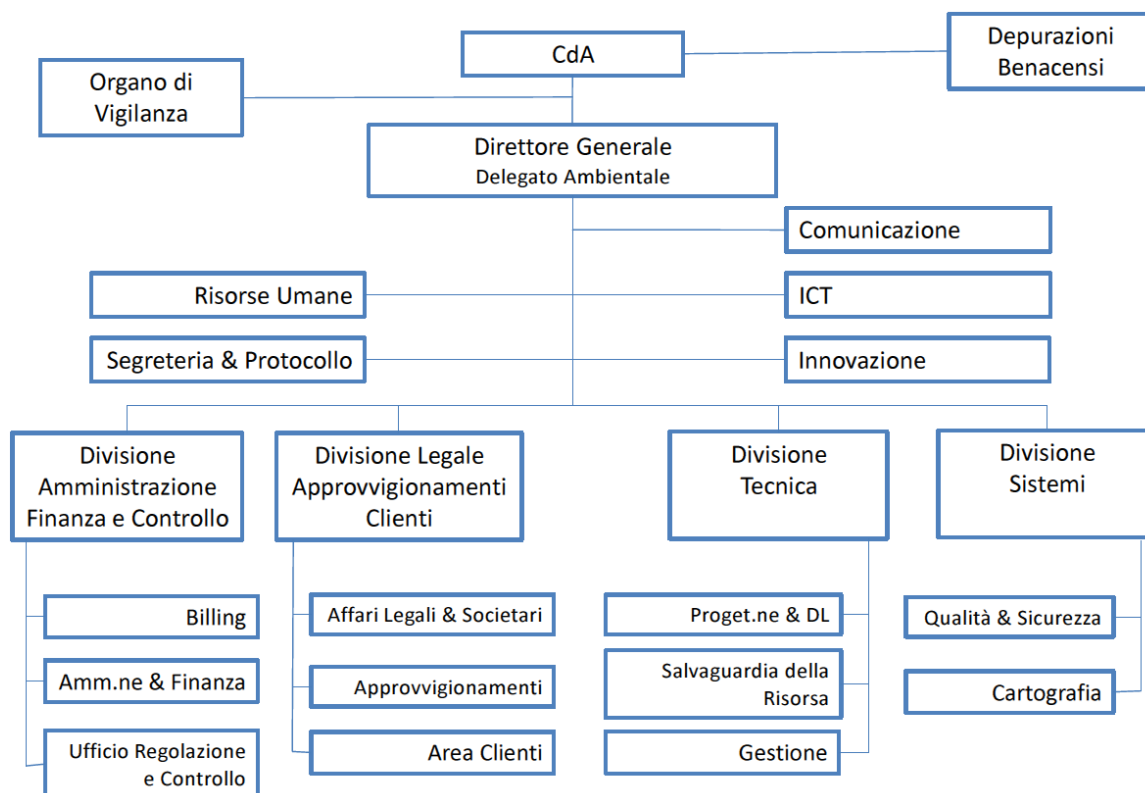 CdA
Depurazioni
Benacensi
Organo di
Vigilanza
Direttore Generale
Delegato Ambientale
Comunicazione
Risorse Umane
ICT
Segreteria & Protocollo
Innovazione
Divisione
Amministrazione
Finanza e Controllo
Divisione Legale
Approvvigionamenti
Clienti
Divisione
Tecnica
Divisione
Sistemi
Billing
Amm.ne & Finanza
Ufficio Regolazione
e Controllo
Affari Legali & Societari
Approvvigionamenti
Area Clienti
Proget.ne & DL
Salvaguardia della
Risorsa
Gestione
Qualità & Sicurezza
Cartografia